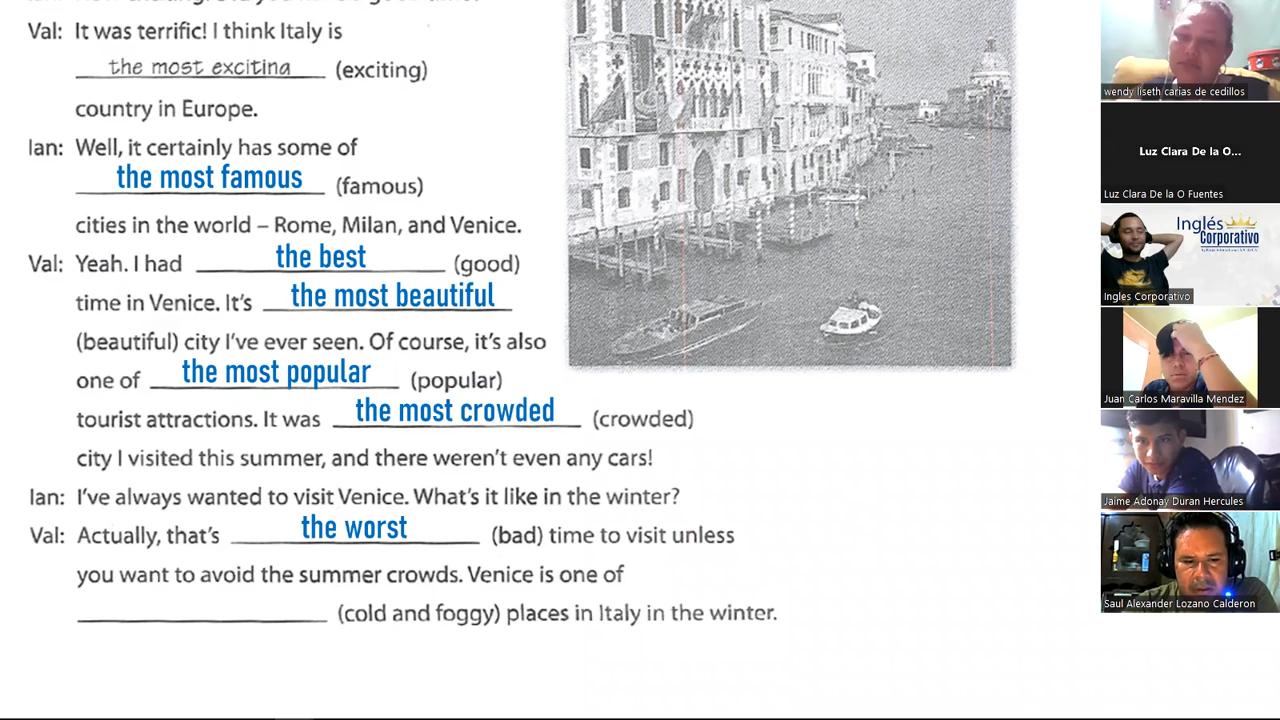 Val: It was terrific! I think Italy is
the most exciting (exciting)
country in Europe.
Ian: Well, it certainly has some of
the most famous (famous)
cities in the world – Rome, Milan, and Venice.
Val: Yeah. I had the best (good)
time in Venice. It's the most beautiful
(beautiful) city I've ever seen. Of course, it's also
one of the most popular (popular)
tourist attractions. It was the most crowded (crowded)
city I visited this summer, and there weren't even any cars!
Ian: I've always wanted to visit Venice. What's it like in the winter?
Val: Actually, that's the worst (bad) time to visit unless
you want to avoid the summer crowds. Venice is one of
(cold and foggy) places in Italy in the winter.
wendy liseth carias de cedillos
Luz Clara De la O...
Luz Clara De la O Fuentes
Inglés
Corporativo
Ingles Corporativo
Juan Carlos Maravilla Mendez
Jaime Adonay Duran Hercules
Saul Alexander Lozano Calderon